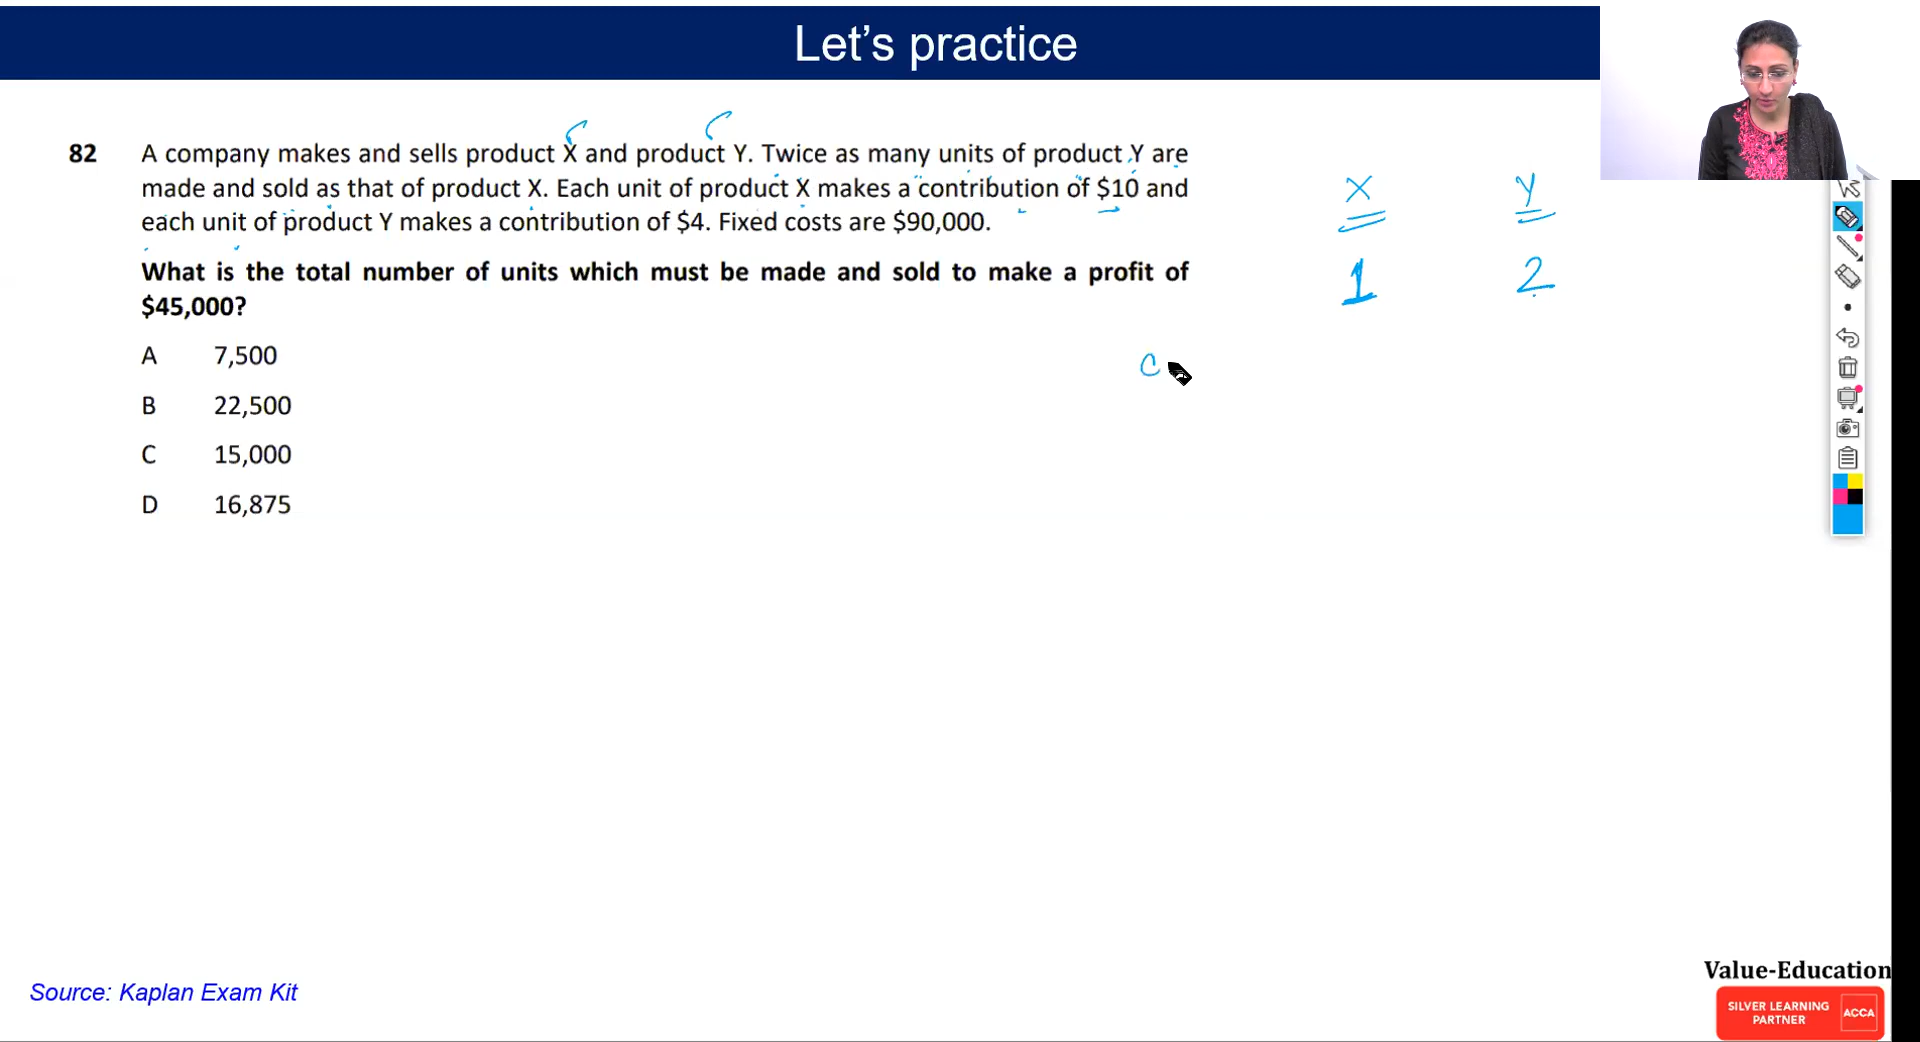 Let's practice
82 A company makes and sells product X and product Y. Twice as many units of product Y are
made and sold as that of product X. Each unit of product X makes a contribution of $10 and
each unit of product Y makes a contribution of $4. Fixed costs are $90,000.
What is the total number of units which must be made and sold to make a profit of
$45,000?
A 7,500
B 22,500
C 15,000
D 16,875
X Y
1 2
C
Source: Kaplan Exam Kit
Value-Education
SILVER LEARNING
PARTNER
ACCA